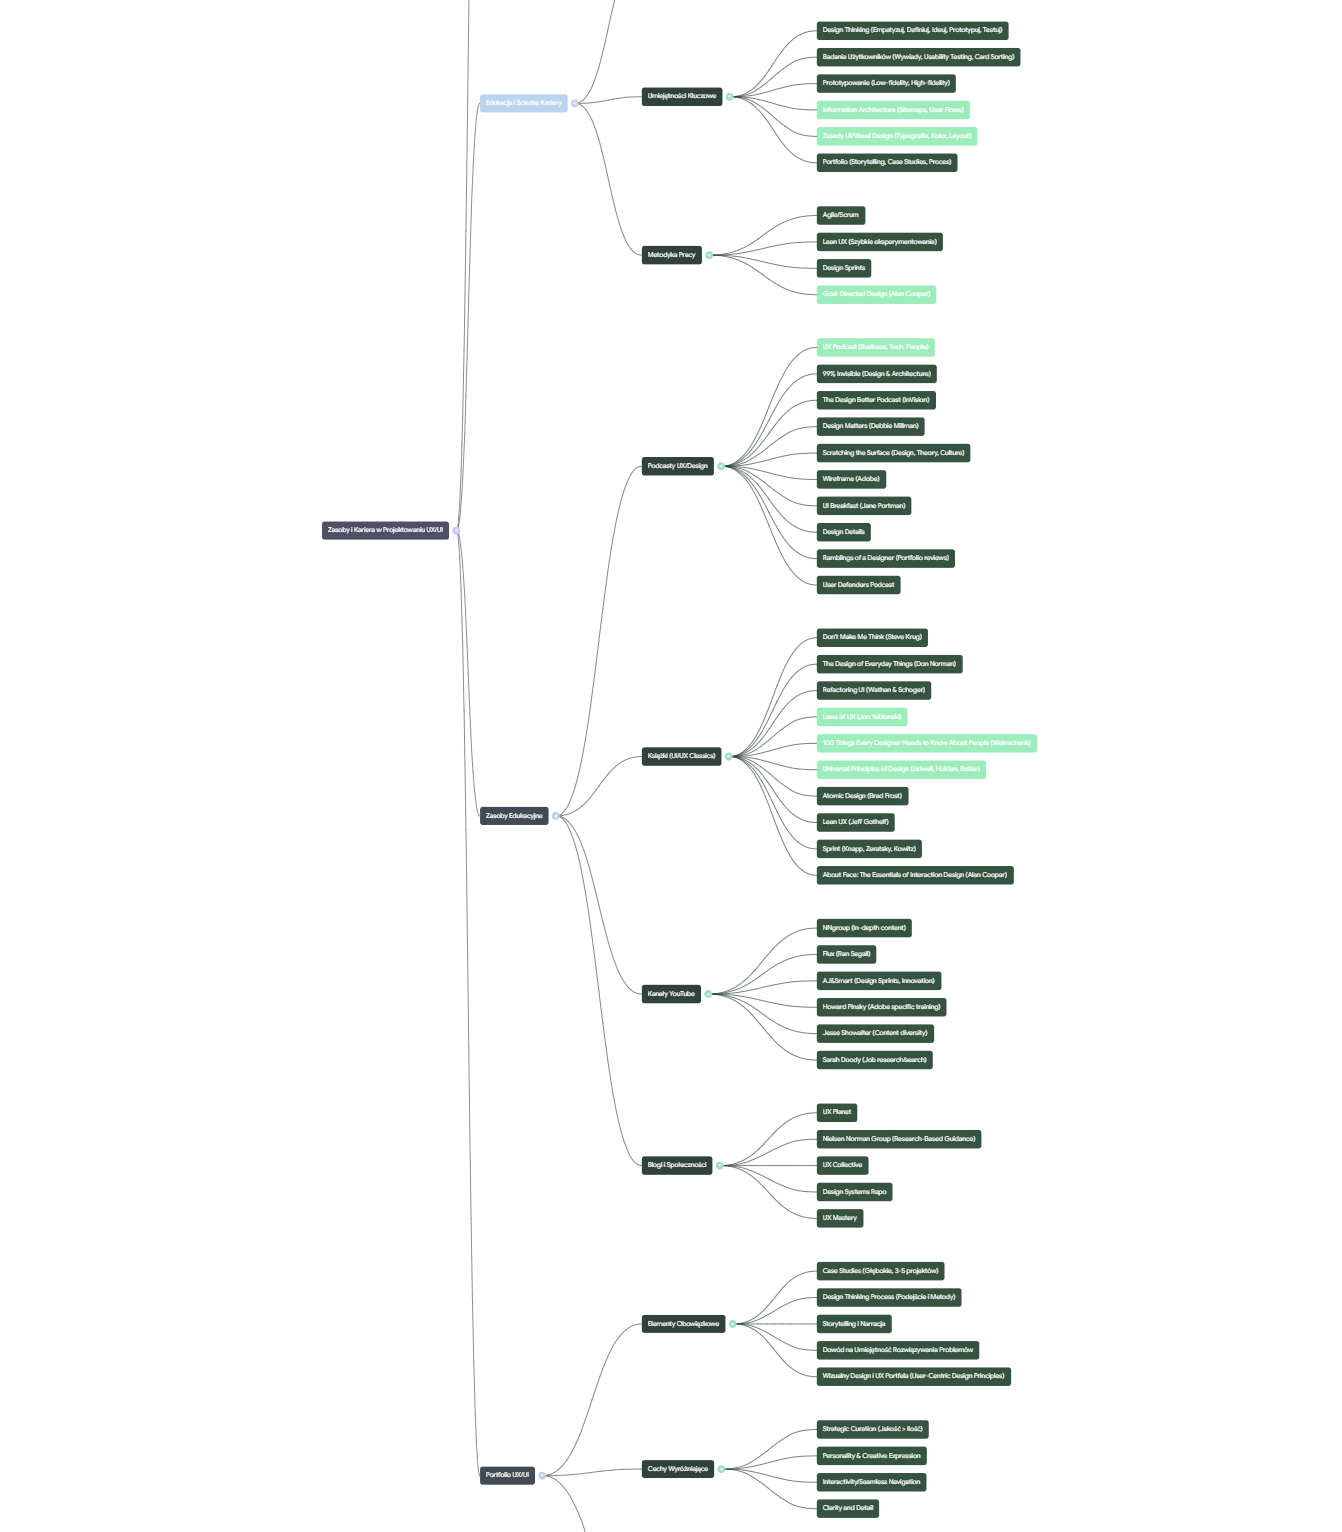 Zasoby i Kariera w Projektowaniu UX/UI
Edukacja i Ścieżka Kariery
Umiejętności Kluczowe
Design Thinking (Empatyzuj, Definiuj, Ideuj, Prototypuj, Testuj)
Badania Użytkowników (Wywiady, Usability Testing, Card Sorting)
Prototypowanie (Low-fidelity, High-fidelity)
Information Architecture (Sitemaps, User Flows)
Zasady UI/Visual Design (Typografia, Kolor, Layout)
Portfolio (Storytelling, Case Studies, Proces)
Metodyka Pracy
Agile/Scrum
Lean UX (Szybkie eksperymentowanie)
Design Sprints
Goal-Directed Design (Alan Cooper)
Zasoby Edukacyjne
Podcasty UX/Design
UX Podcast (Business, Tech, People)
99% Invisible (Design & Architecture)
The Design Better Podcast (InVision)
Design Matters (Debbie Millman)
Scratching the Surface (Design, Theory, Culture)
Wireframe (Adobe)
UI Breakfast (Jane Portman)
Design Details
Ramblings of a Designer (Portfolio reviews)
User Defenders Podcast
Książki (UI/UX Classics)
Don't Make Me Think (Steve Krug)
The Design of Everyday Things (Don Norman)
Refactoring UI (Wathan & Schoger)
Laws of UX (Jon Yablonski)
100 Things Every Designer Needs to Know About People (Weinschenk)
Universal Principles of Design (Lidwell, Holden, Butler)
Atomic Design (Brad Frost)
Lean UX (Jeff Gothelf)
Sprint (Knapp, Zeratsky, Kowitz)
About Face: The Essentials of Interaction Design (Alan Cooper)
Kanały YouTube
NNgroup (In-depth content)
Flux (Ran Segall)
AJ&Smart (Design Sprints, Innovation)
Howard Pinsky (Adobe specific training)
Jesse Showalter (Content diversity)
Sarah Doody (Job research/search)
Blogi i Społeczności
UX Planet
Nielsen Norman Group (Research-Based Guidance)
UX Collective
Design Systems Repo
UX Mastery
Portfolio UX/UI
Elementy Obowiązkowe
Case Studies (Głębokie, 3-5 projektów)
Design Thinking Process (Podejście i Metody)
Storytelling i Narracja
Dowód na Umiejętność Rozwiązywania Problemów
Wizualny Design i UX Portfela (User-Centric Design Principles)
Cechy Wyróżniające
Strategic Curation (Jakość > Ilość)
Personality & Creative Expression
Interactivity/Seamless Navigation
Clarity and Detail